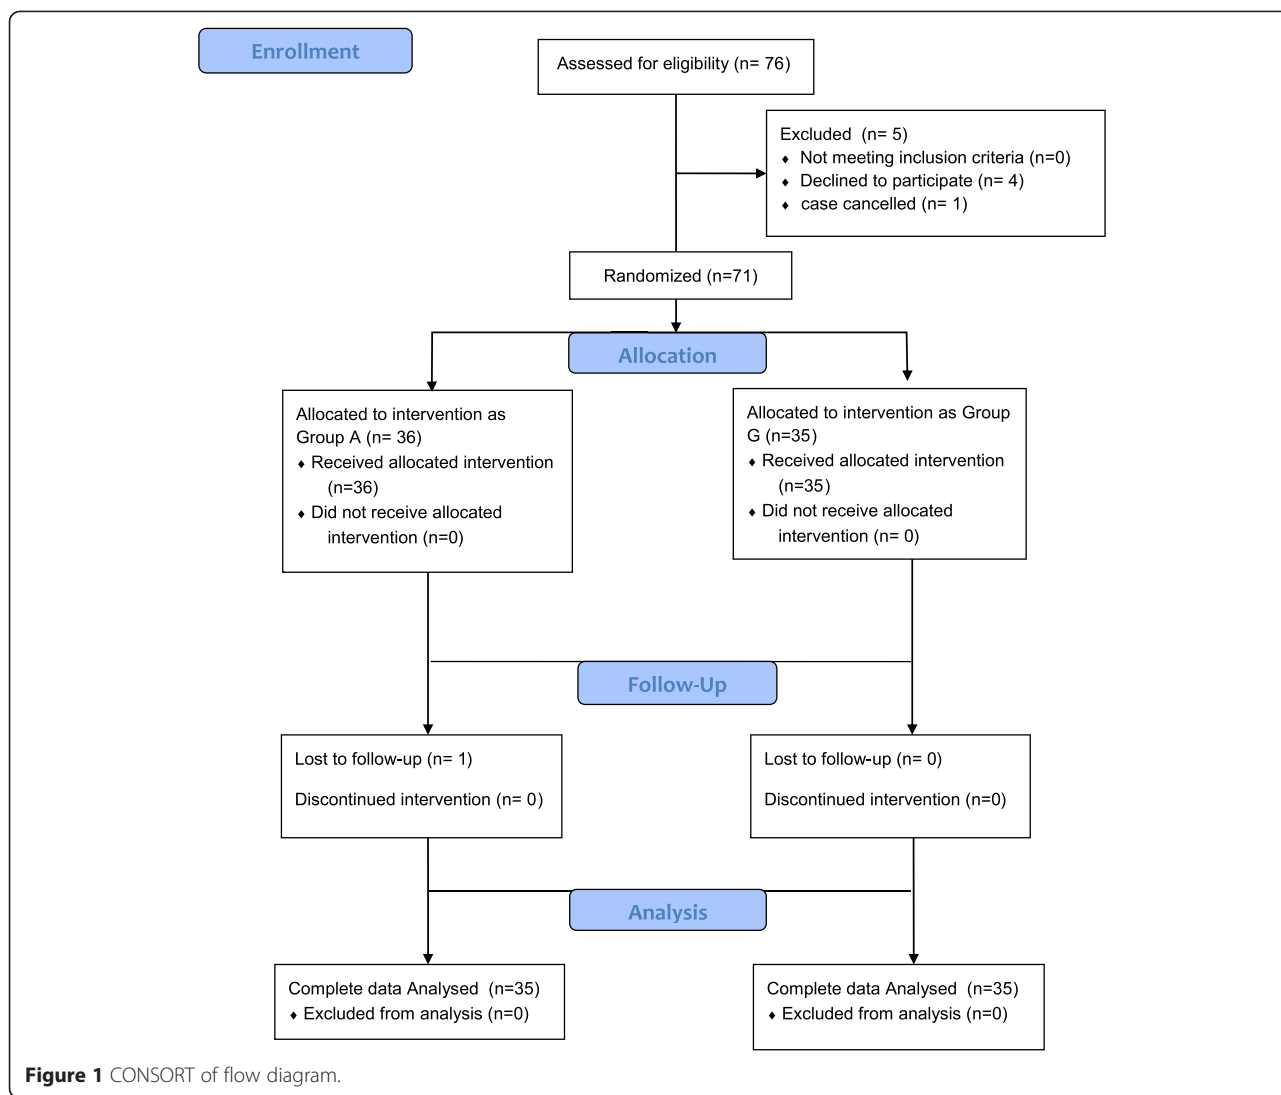 Enrollment
Assessed for eligibility (n= 76)
Excluded (n= 5)
♦ Not meeting inclusion criteria (n=0)
♦ Declined to participate (n= 4)
♦ case cancelled (n= 1)
Randomized (n=71)
Allocation
Allocated to intervention as
Group A (n= 36)
♦ Received allocated intervention
(n=36)
♦ Did not receive allocated
intervention (n=0)
Allocated to intervention as Group
G (n=35)
♦ Received allocated intervention
(n=35)
♦ Did not receive allocated
intervention (n= 0)
Follow-Up
Lost to follow-up (n= 1)
Discontinued intervention (n= 0)
Lost to follow-up (n= 0)
Discontinued intervention (n=0)
Analysis
Complete data Analysed (n=35)
♦ Excluded from analysis (n=0)
Complete data Analysed (n=35)
♦ Excluded from analysis (n=0)
Figure 1 CONSORT of flow diagram.